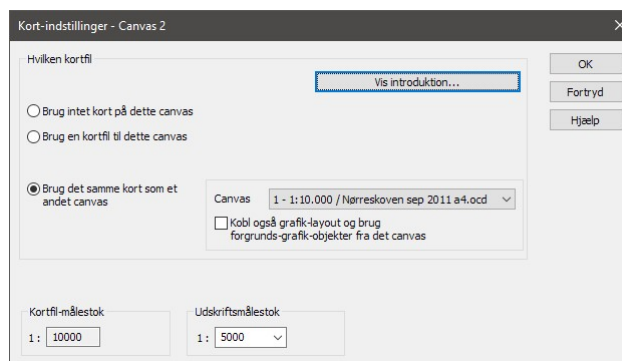 Kort-indstillinger - Canvas 2
Hvilken kortfil
Vis introduktion...
OK
Fortryd
Hjælp
Brug intet kort på dette canvas
Brug en kortfil til dette canvas
Brug det samme kort som et
andet canvas
Canvas
1 - 1:10.000 / Nørreskoven sep 2011 a4.ocd
Kobl også grafik-layout og brug
forgrunds-grafik-objekter fra det canvas
Kortfil-målestok
1 : 10000
Udskriftsmålestok
1 : 5000